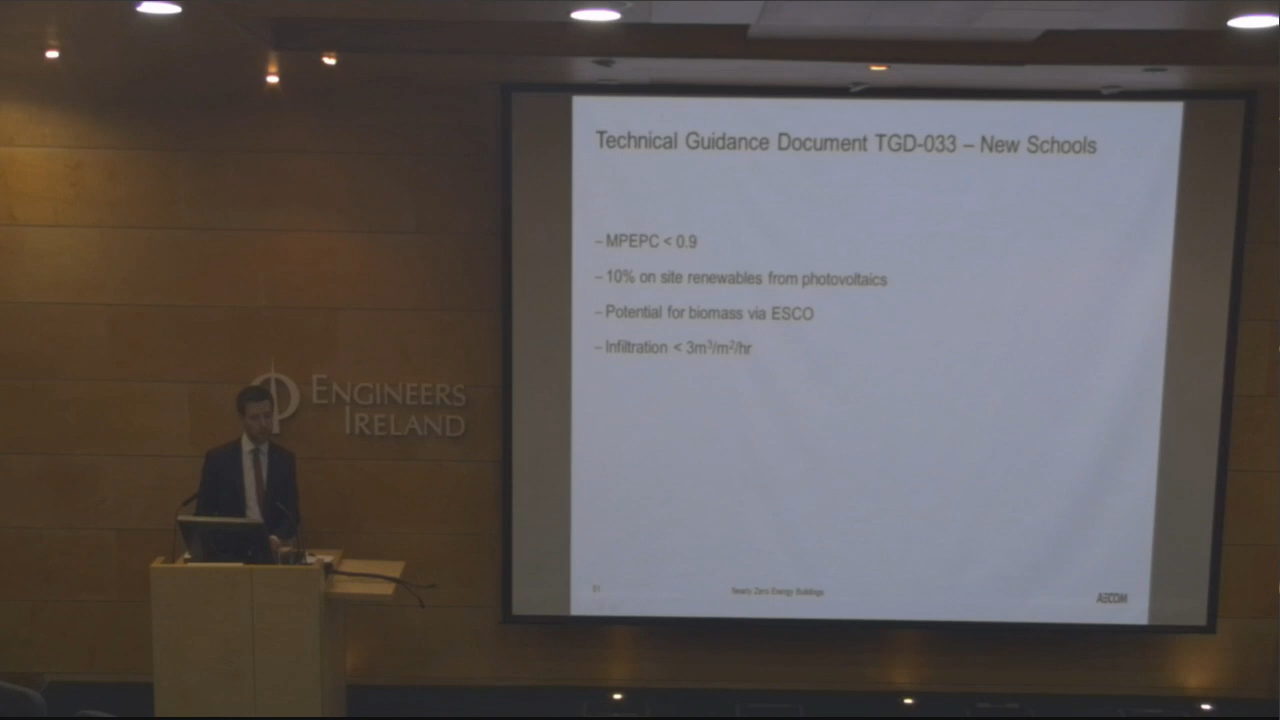 Technical Guidance Document TGD-033 – New Schools
– MPEPC < 0.9
– 10% on site renewables from photovoltaics
– Potential for biomass via ESCO
– Infiltration < 3m³/m²/hr
ENGINEERS
IRELAND
51 Nearly Zero Energy Buildings AECOM